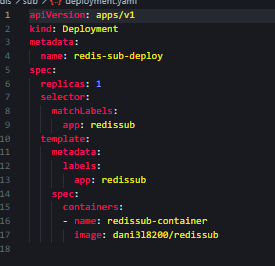 dis > sub > deployment.yaml
1 apiVersion: apps/v1
2 kind: Deployment
3 metadata:
4   name: redis-sub-deploy
5 spec:
6   replicas: 1
7   selector:
8     matchLabels:
9       app: redissub
10   template:
11     metadata:
12       labels:
13         app: redissub
14     spec:
15       containers:
16       - name: redissub-container
17         image: dani3l8200/redissub
18